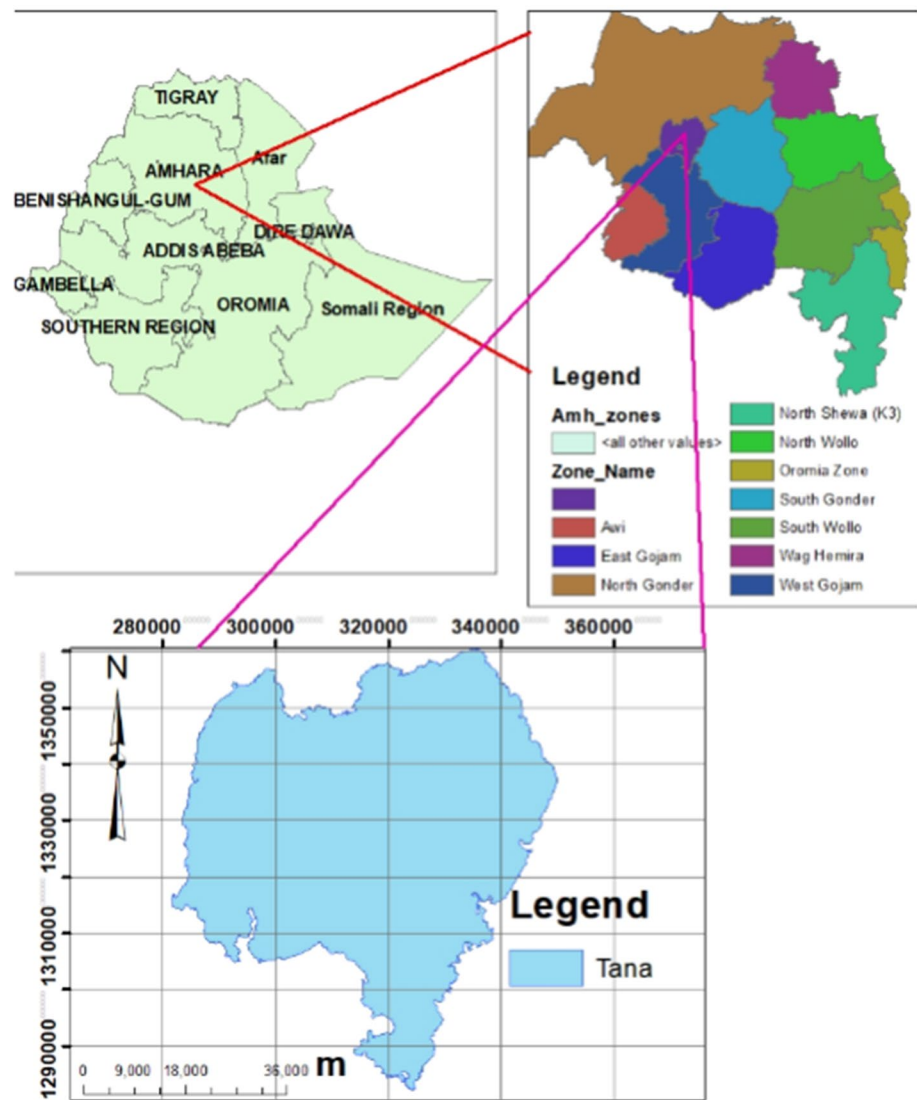 TIGRAY
Afar
AMHARA
BENISHANGUL-GUM
DIRE DAWA
ADDIS ABEBA
GAMBELLA
OROMIA
Somali Region
SOUTHERN REGION
Legend
Amh_zones
<all other values>
Zone_Name
Awi
East Gojam
North Gonder
North Shewa (K3)
North Wollo
Oromia Zone
South Gonder
South Wollo
Wag Hemira
West Gojam
280000 300000 320000 340000 360000
N
1350000
1330000
1310000
1290000
Legend
Tana
0 9,000 18,000 36,000 m